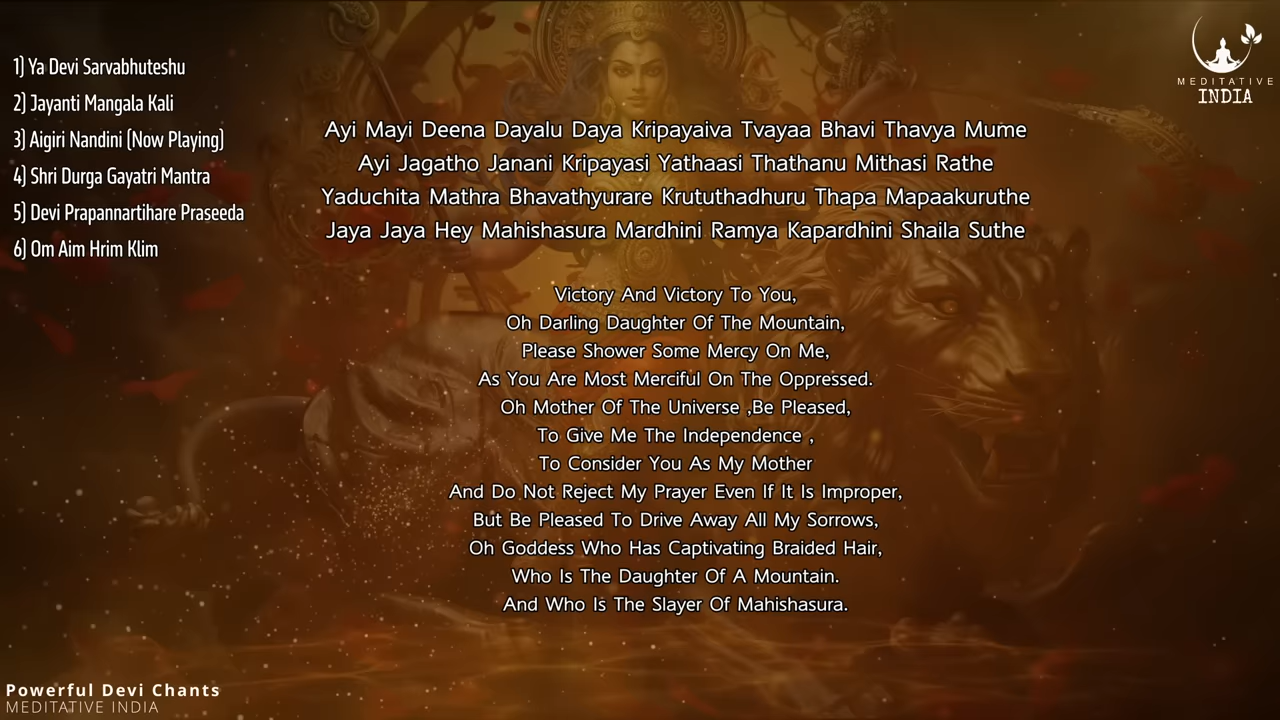 1) Ya Devi Sarvabhuteshu
2) Jayanti Mangala Kali
3) Aigiri Nandini (Now Playing)
4) Shri Durga Gayatri Mantra
5) Devi Prapannartihare Praseeda
6) Om Aim Hrim Klim
MEDITATIVE
INDIA
Ayi Mayi Deena Dayalu Daya Kripayaiva Tvayaa Bhavi Thavya Mume
Ayi Jagatho Janani Kripayasi Yathaasi Thathanu Mithasi Rathe
Yaduchita Mathra Bhavathyurare Krututhadhuru Thapa Mapaakuruthe
Jaya Jaya Hey Mahishasura Mardhini Ramya Kapardhini Shaila Suthe
Victory And Victory To You,
Oh Darling Daughter Of The Mountain,
Please Shower Some Mercy On Me,
As You Are Most Merciful On The Oppressed.
Oh Mother Of The Universe ,Be Pleased,
To Give Me The Independence ,
To Consider You As My Mother
And Do Not Reject My Prayer Even If It Is Improper,
But Be Pleased To Drive Away All My Sorrows,
Oh Goddess Who Has Captivating Braided Hair,
Who Is The Daughter Of A Mountain.
And Who Is The Slayer Of Mahishasura.
Powerful Devi Chants
MEDITATIVE INDIA